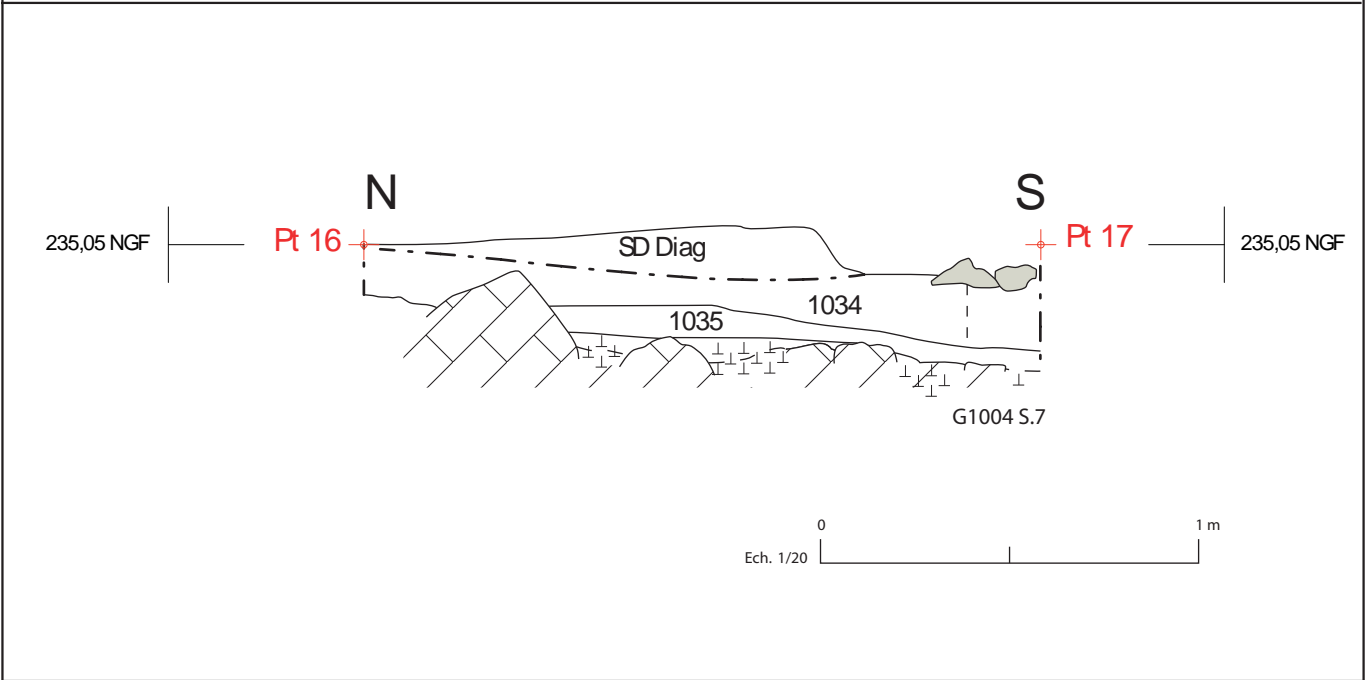 N
S
235,05 NGF
Pt 16
SD Diag
Pt 17
235,05 NGF
1034
1035
G1004 S.7
0
1 m
Ech. 1/20